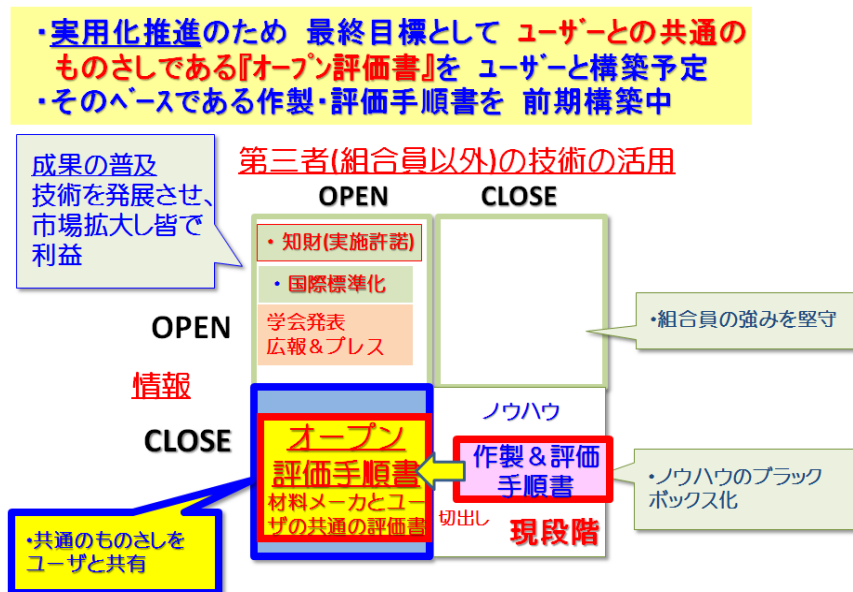 ・実用化推進のため 最終目標として ユーザーとの共通の
ものさしである『オープン評価書』を ユーザーと構築予定
・そのベースである作製・評価手順書を 前期構築中
成果の普及
技術を発展させ、
市場拡大し皆で
利益
第三者(組合員以外)の技術の活用
OPEN
CLOSE
・知財(実施許諾)
・国際標準化
学会発表
広報&プレス
OPEN
情報
CLOSE
・組合員の強みを堅守
ノウハウ
オープン
評価手順書
材料メーカとユー
ザの共通の評価書
作製&評価
手順書
切出し
現段階
・ノウハウのブラック
ボックス化
・共通のものさしを
ユーザと共有